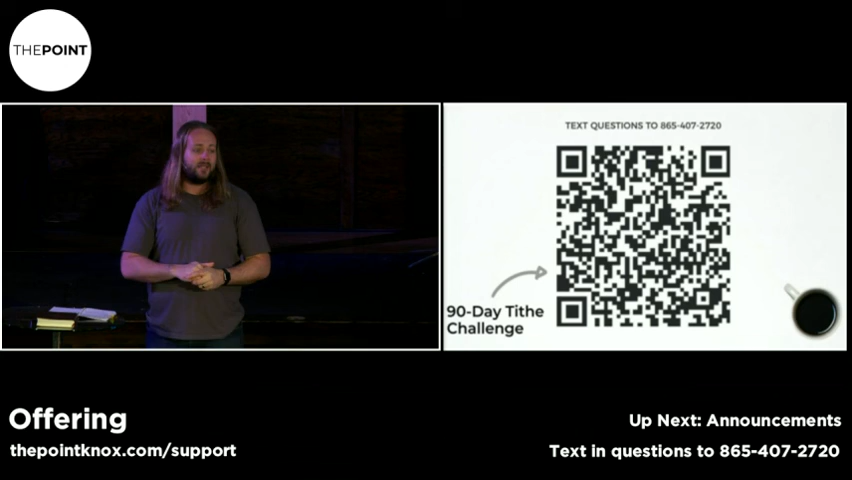 THEPOINT
TEXT QUESTIONS TO 865-407-2720
90-Day Tithe
Challenge
Offering
thepointknox.com/support
Up Next: Announcements
Text in questions to 865-407-2720